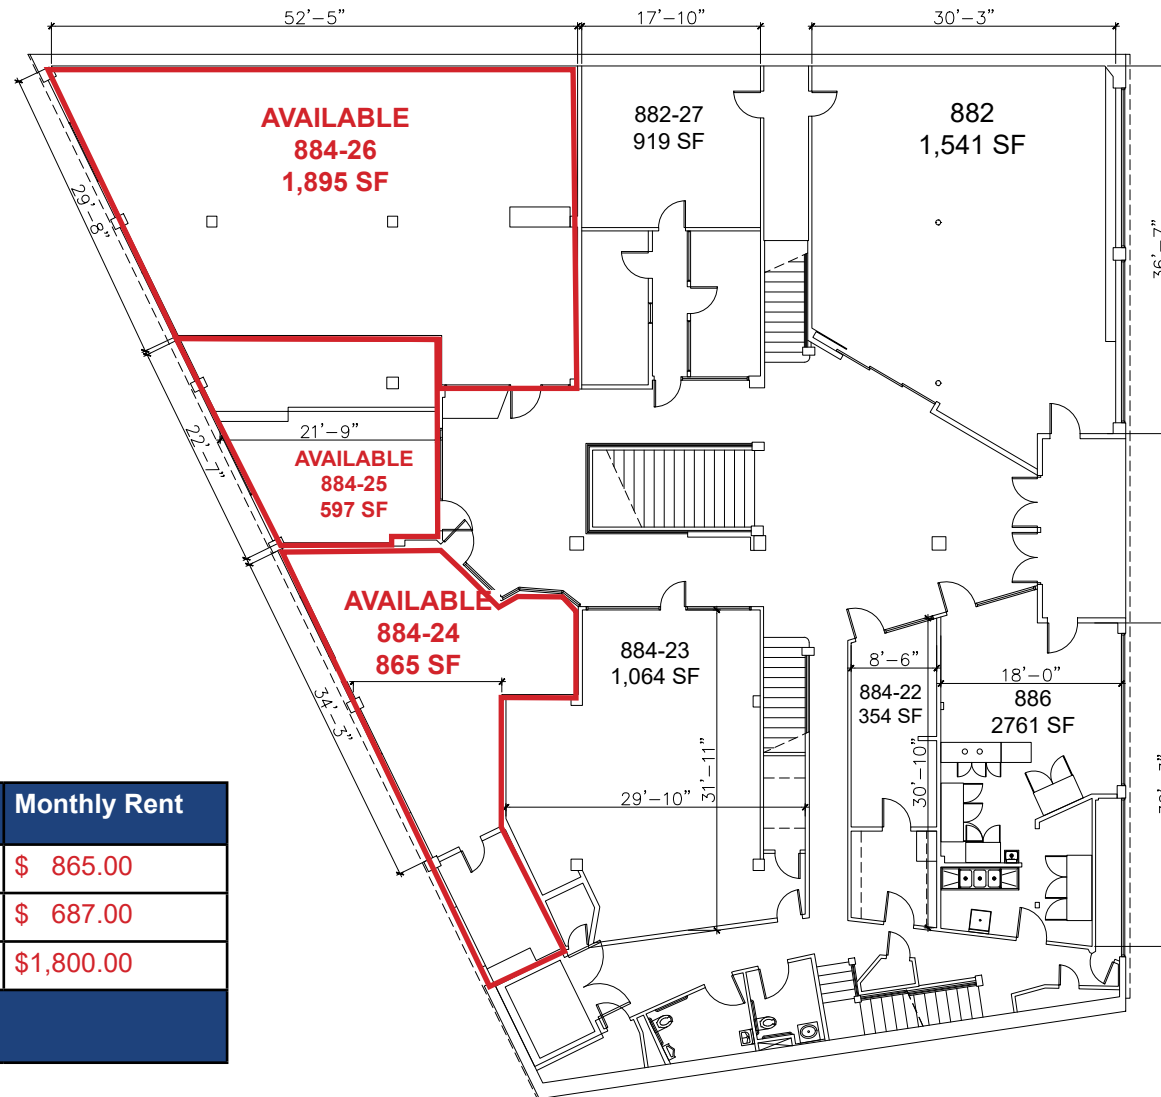 52'-5"
17'-10"
30'-3"
AVAILABLE
884-26
1,895 SF
882-27
919 SF
882
1,541 SF
29'-8"
36'-7"
22'-7"
21'-9"
AVAILABLE
884-25
597 SF
AVAILABLE
884-24
865 SF
884-23
1,064 SF
8'-6"
884-22
354 SF
18'-0"
886
2761 SF
34'-3"
31'-11"
30'-10"
29'-10"
Monthly Rent
$ 865.00
$ 687.00
$1,800.00